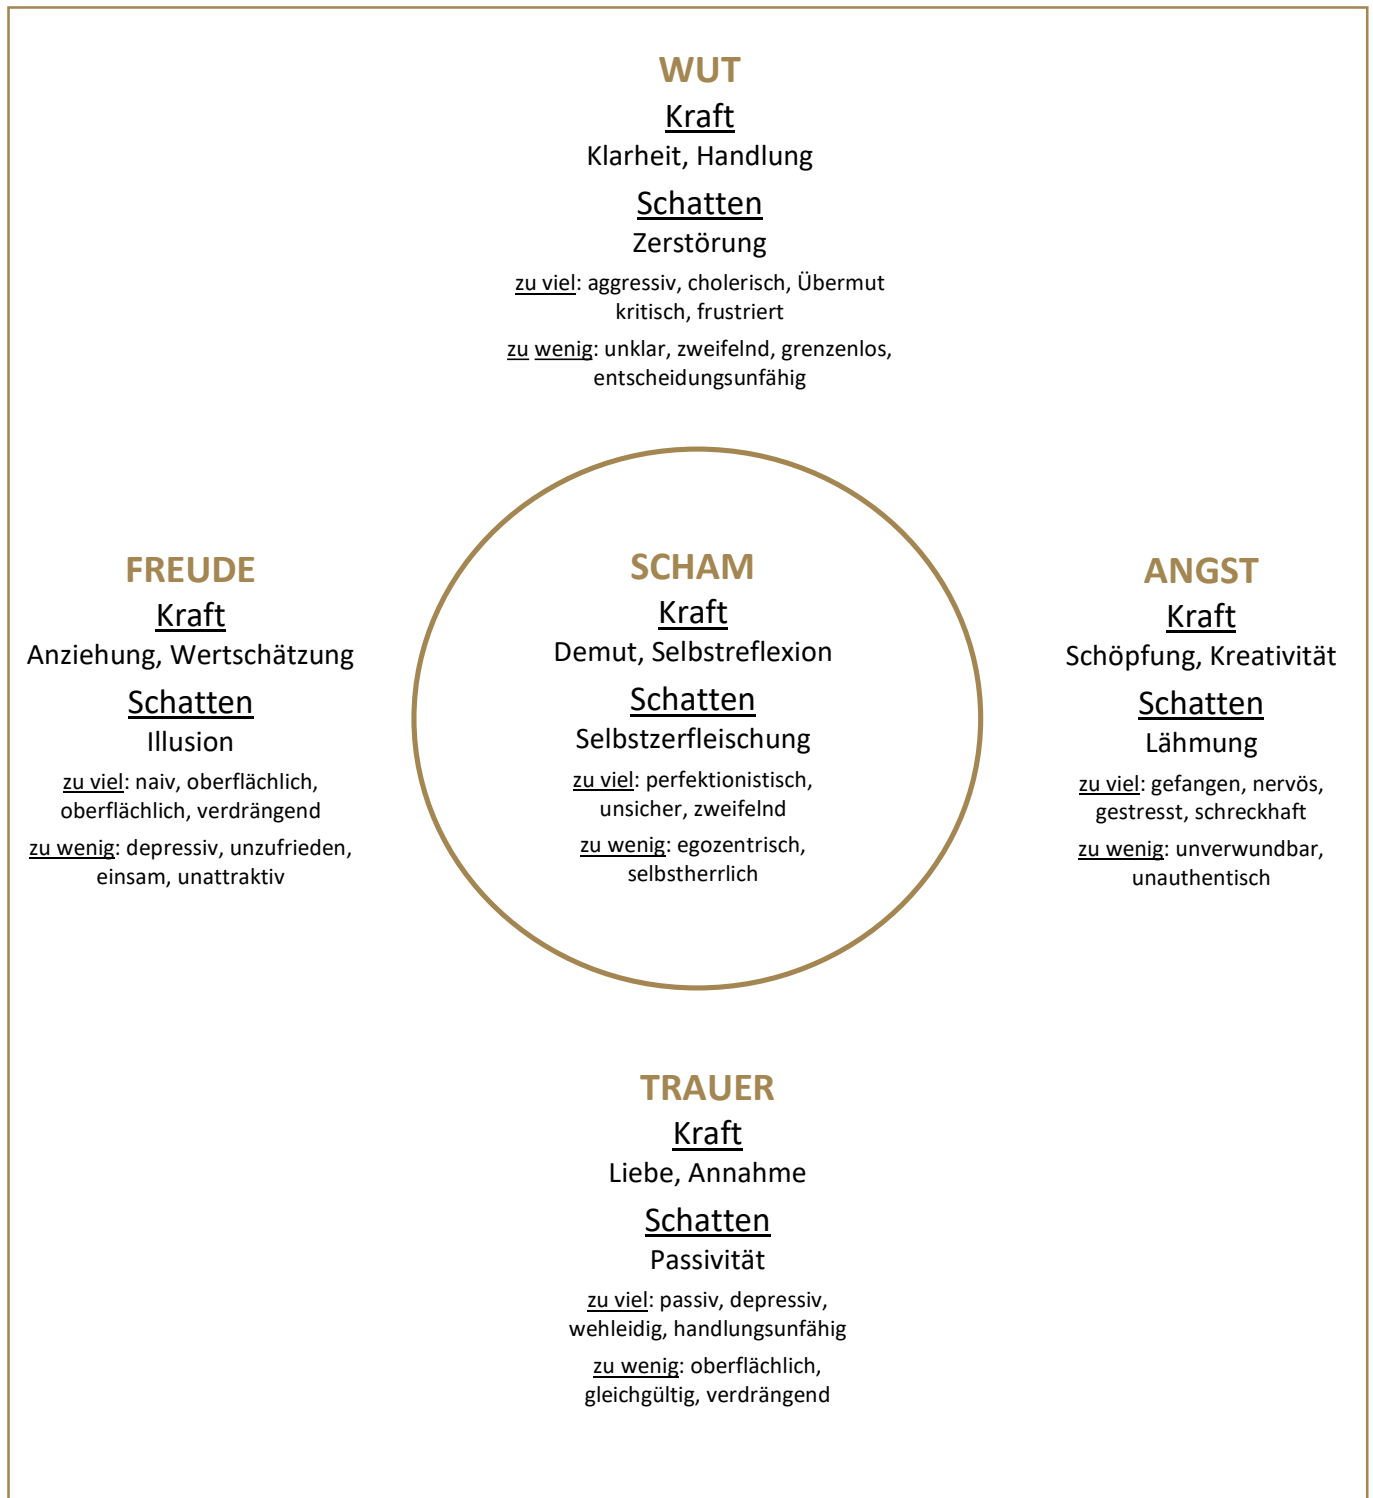 WUT
Kraft
Klarheit, Handlung
Schatten
Zerstörung
zu viel: aggressiv, cholerisch, Übermut
kritisch, frustriert
zu wenig: unklar, zweifelnd, grenzenlos,
entscheidungsunfähig
FREUDE
Kraft
Anziehung, Wertschätzung
Schatten
Illusion
zu viel: naiv, oberflächlich,
oberflächlich, verdrängend
zu wenig: depressiv, unzufrieden,
einsam, unattraktiv
SCHAM
Kraft
Demut, Selbstreflexion
Schatten
Selbstzerfleischung
zu viel: perfektionistisch,
unsicher, zweifelnd
zu wenig: egozentrisch,
selbstherrlich
ANGST
Kraft
Schöpfung, Kreativität
Schatten
Lähmung
zu viel: gefangen, nervös,
gestresst, schreckhaft
zu wenig: unverwundbar,
unauthentisch
TRAUER
Kraft
Liebe, Annahme
Schatten
Passivität
zu viel: passiv, depressiv,
wehleidig, handlungsunfähig
zu wenig: oberflächlich,
gleichgültig, verdrängend